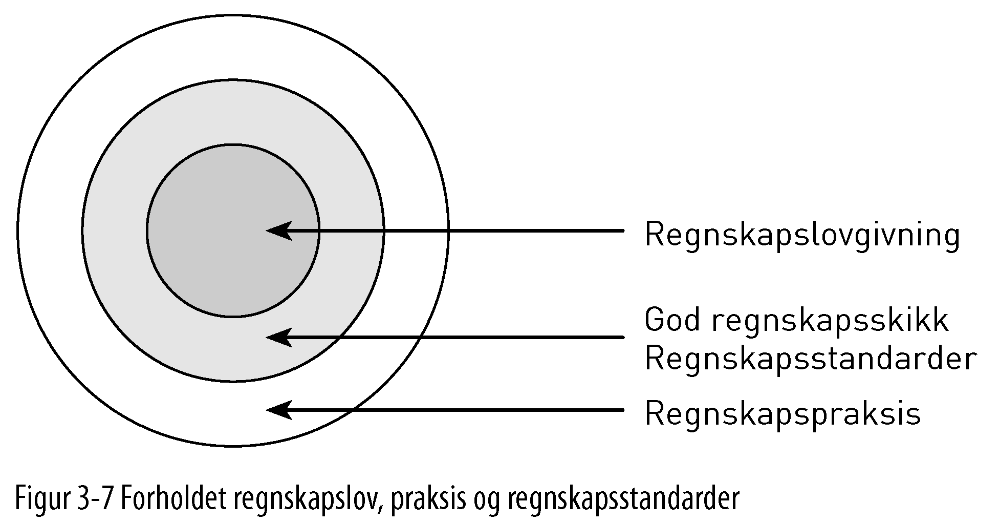 Regnskapslovgivning
God regnskapsskikk
Regnskapsstandarder
Regnskapspraksis
Figur 3-7 Forholdet regnskapslov, praksis og regnskapsstandarder